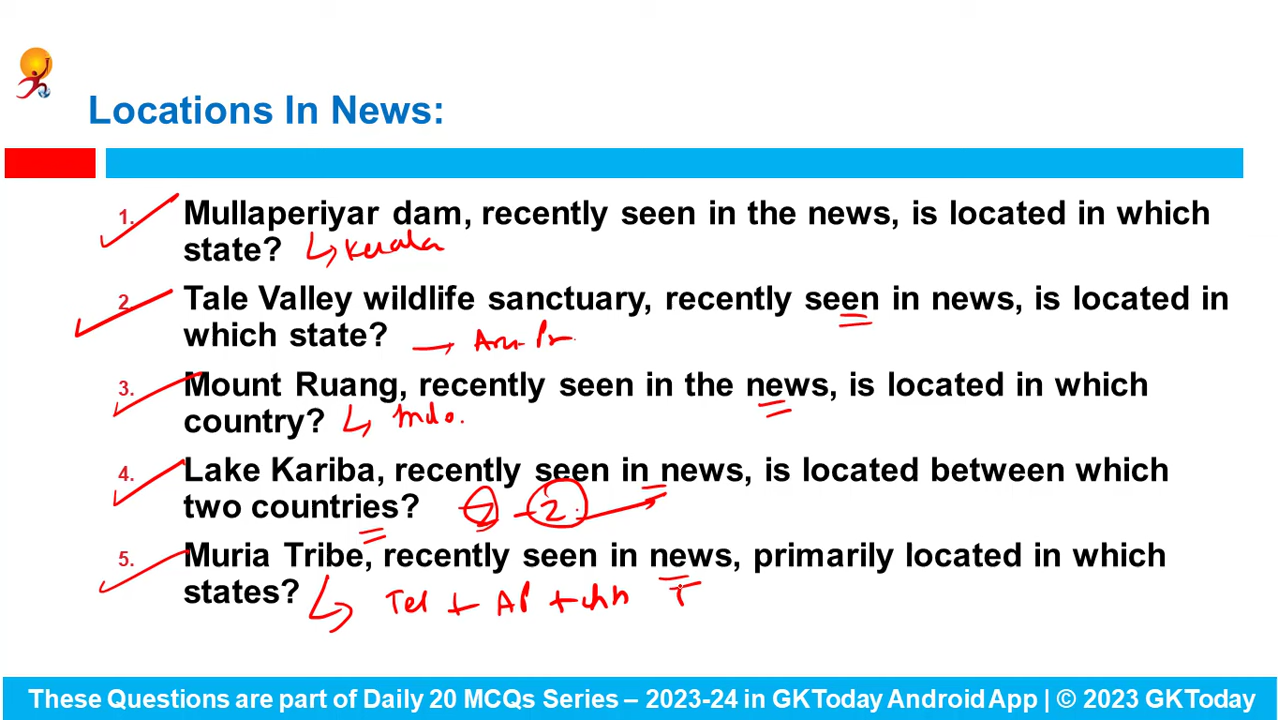 Locations In News:
1. Mullaperiyar dam, recently seen in the news, is located in which
state? Kerala
2. Tale Valley wildlife sanctuary, recently seen in news, is located in
which state? Aru Pr
3. Mount Ruang, recently seen in the news, is located in which
country? Indo.
4. Lake Kariba, recently seen in news, is located between which
two countries? Z - Z
5. Muria Tribe, recently seen in news, primarily located in which
states? Tel + AP + chh
These Questions are part of Daily 20 MCQs Series – 2023-24 in GKToday Android App | © 2023 GKToday